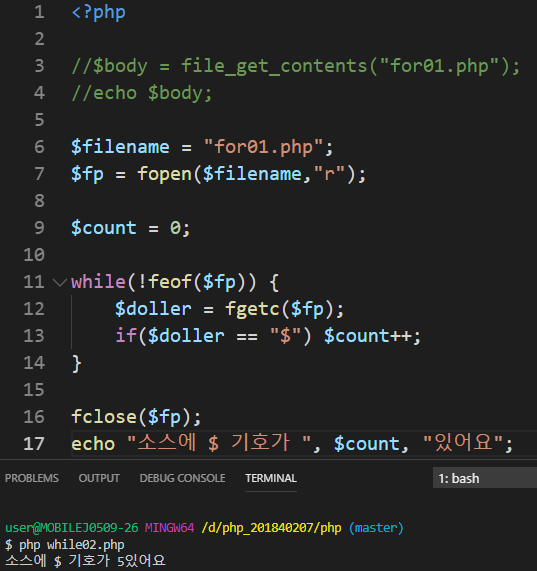 1 <?php
2
3 //$body = file_get_contents("for01.php");
4 //echo $body;
5
6 $filename = "for01.php";
7 $fp = fopen($filename,"r");
8
9 $count = 0;
10
11 while(!feof($fp)) {
12 $doller = fgetc($fp);
13 if($doller == "$") $count++;
14 }
15
16 fclose($fp);
17 echo "소스에 $ 기호가 ", $count, "있어요";
PROBLEMS OUTPUT DEBUG CONSOLE TERMINAL 1: bash
user@MOBILEJ0509-26 MINGW64 /d/php_201840207/php (master)
$ php while02.php
소스에 $ 기호가 5있어요